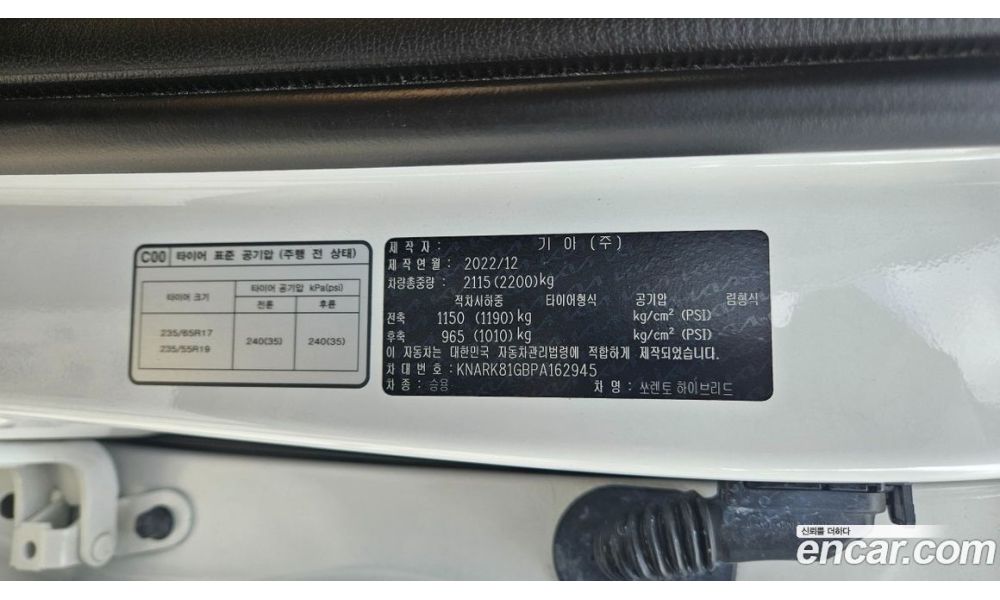 C00 타이어 표준 공기압 (주행 전 상태)
타이어 크기 타이어 공기압 kPa(psi)
전륜 후륜
235/65R17
235/55R19
240(35) 240(35)
제작자: 기아(주)
제작연월: 2022/12
차량총중량: 2115(2200)kg
적차시하중 타이어형식 공기압 림형식
전축 1150 (1190)kg kg/cm² (PSI)
후축 965 (1010)kg kg/cm² (PSI)
이 자동차는 대한민국 자동차관리법령에 적합하게 제작되었습니다.
차대번호: KNARK81GBPA162945
차종: 승용 차명: 쏘렌토 하이브리드
신뢰를 더하다
encar.com